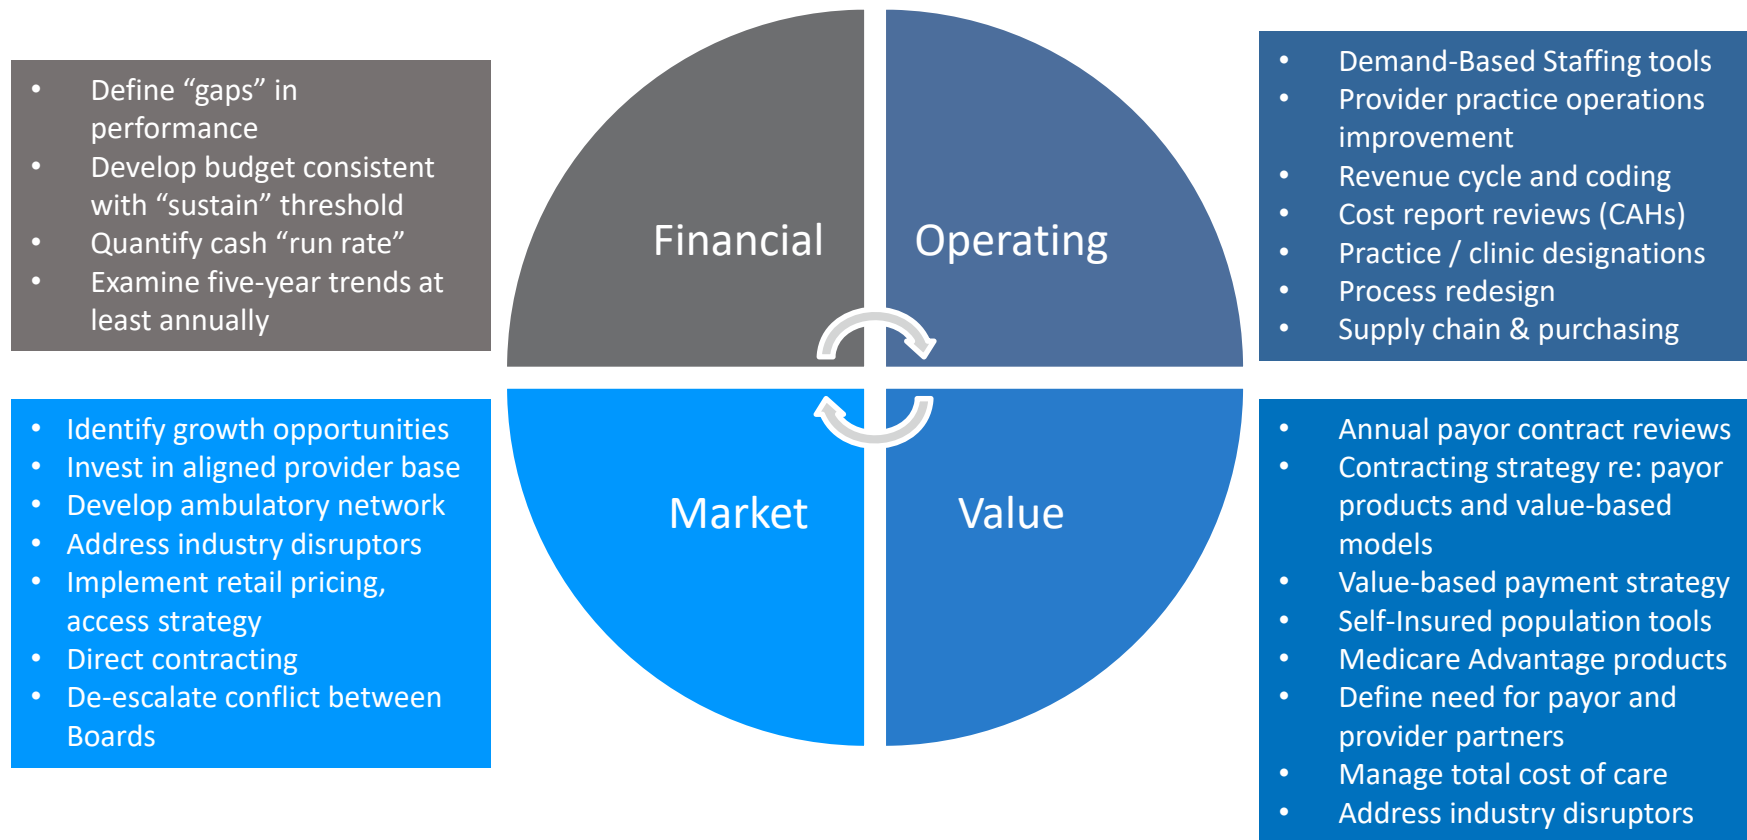 • Define “gaps” in
performance
• Develop budget consistent
with “sustain” threshold
• Quantify cash “run rate”
• Examine five-year trends at
least annually
Financial
Operating
• Demand-Based Staffing tools
• Provider practice operations
improvement
• Revenue cycle and coding
• Cost report reviews (CAHs)
• Practice / clinic designations
• Process redesign
• Supply chain & purchasing
• Identify growth opportunities
• Invest in aligned provider base
• Develop ambulatory network
• Address industry disruptors
• Implement retail pricing,
access strategy
• Direct contracting
• De-escalate conflict between
Boards
Market
Value
• Annual payor contract reviews
• Contracting strategy re: payor
products and value-based
models
• Value-based payment strategy
• Self-Insured population tools
• Medicare Advantage products
• Define need for payor and
provider partners
• Manage total cost of care
• Address industry disruptors